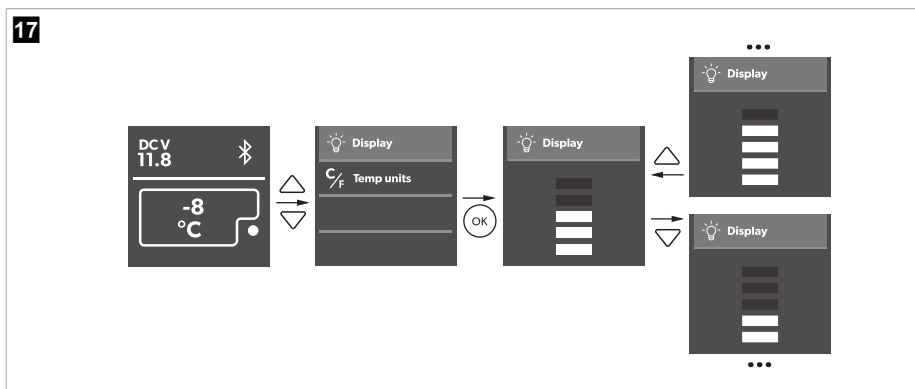 17
DC V
11.8
-8
°C
Display
C/F Temp units
OK
Display
•••
Display
Display
•••